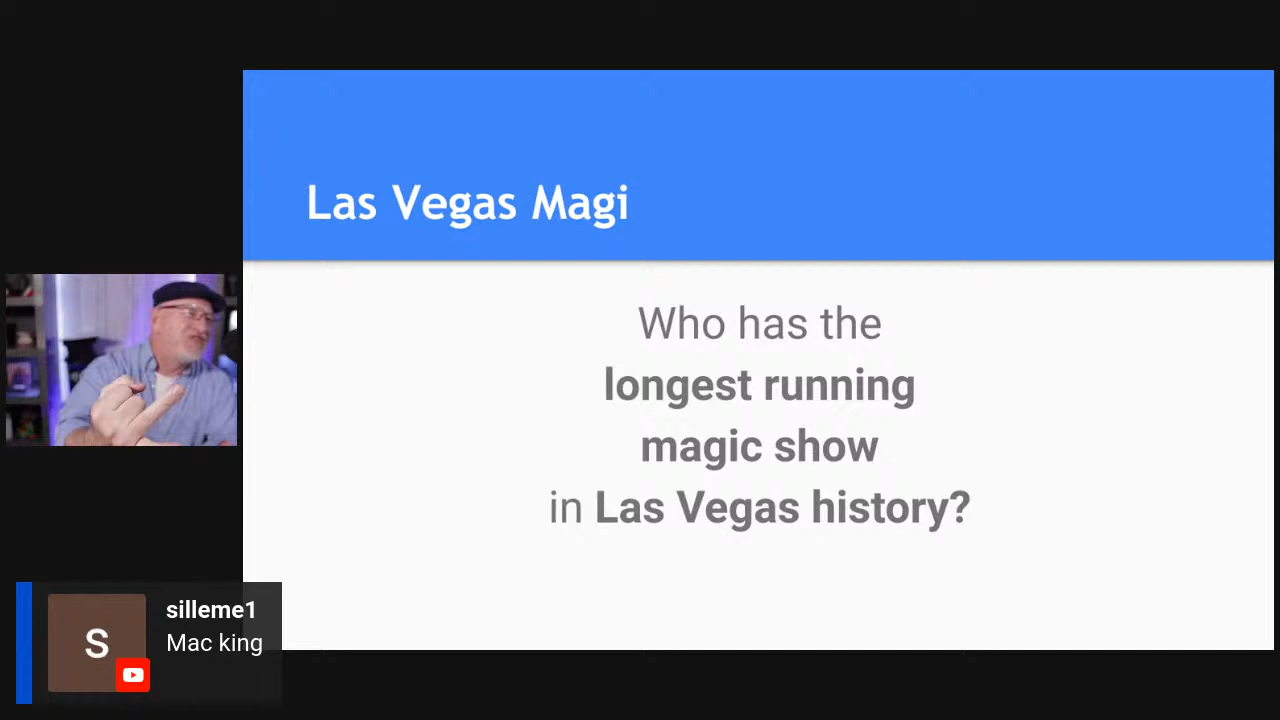 Las Vegas Magi
Who has the
longest running
magic show
in Las Vegas history?
S
silleme1
Mac king